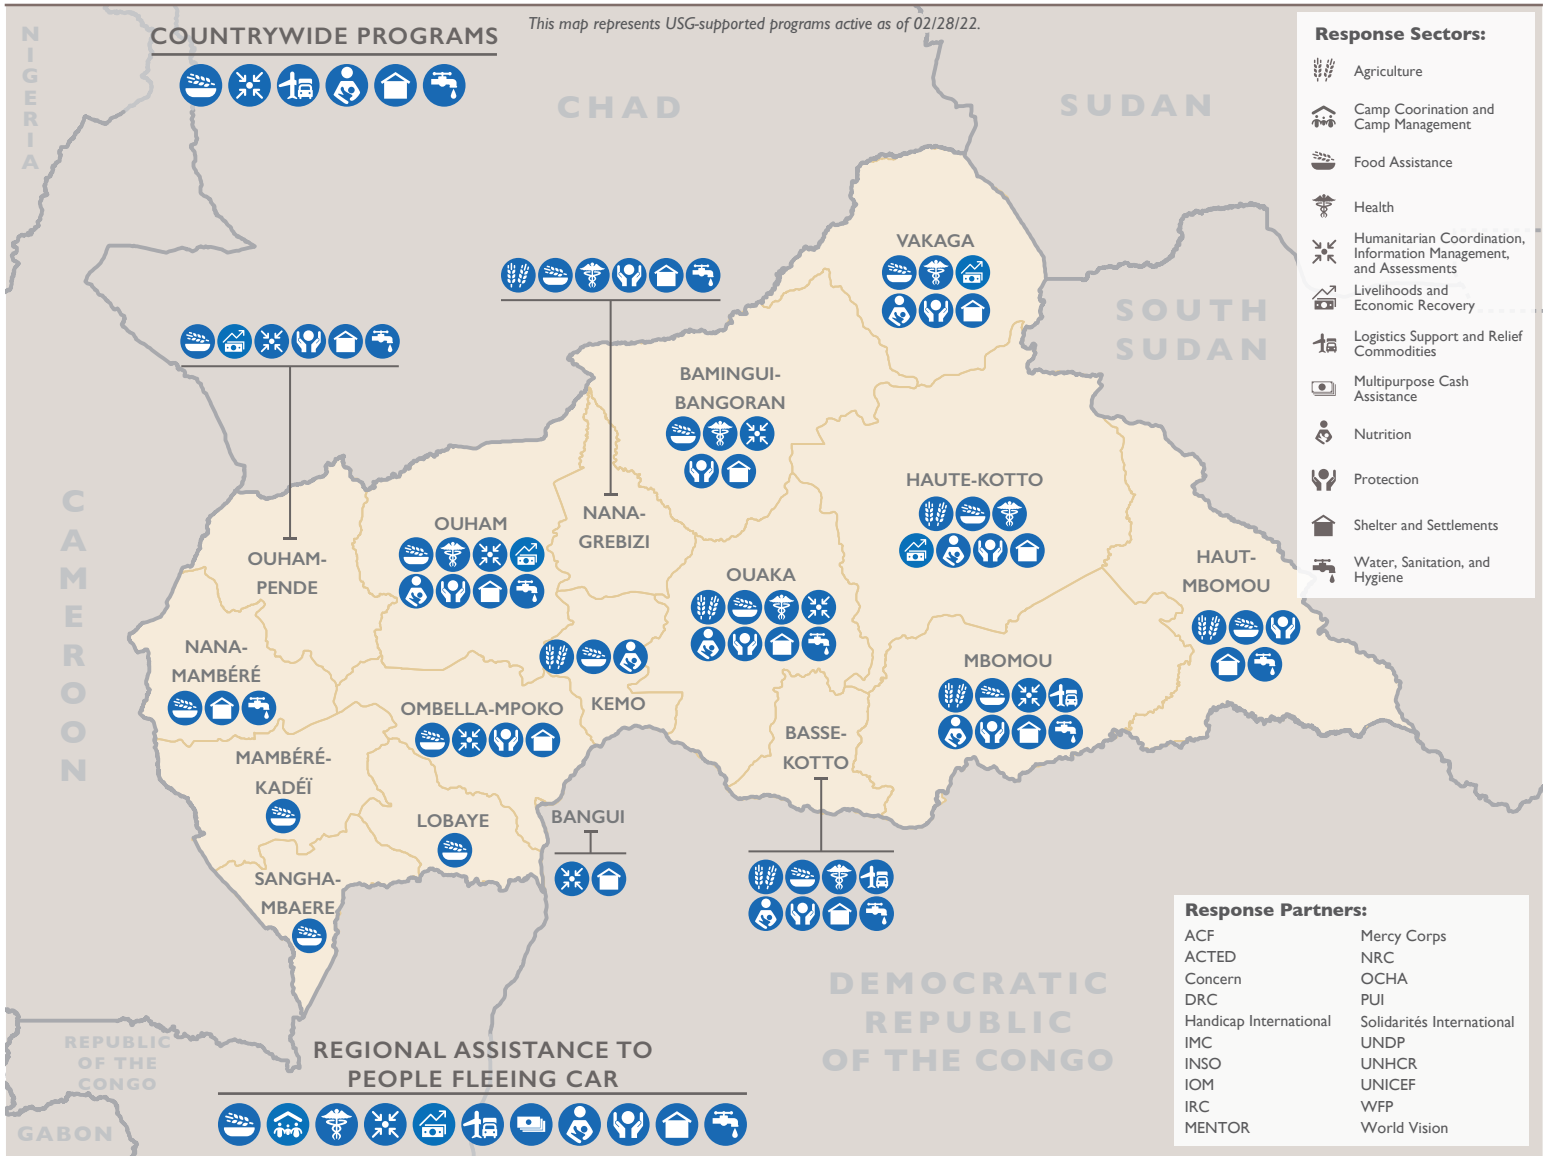 This map represents USG-supported programs active as of 02/28/22.
COUNTRYWIDE PROGRAMS
NIGERIA
CHAD
SUDAN
SOUTH
SUDAN
CAMEROON
VAKAGA
BAMINGUI-
BANGORAN
HAUTE-KOTTO
NANA-
GREBIZI
OUHAM
OUHAM-
PENDE
OUAKA
HAUT-
MBOMOU
NANA-
MAMBÉRÉ
MBOMOU
OMBELLA-MPOKO
KEMO
BASSE-
KOTTO
MAMBÉRÉ-
KADÉÏ
LOBAYE
BANGUI
SANGHA-
MBAERE
DEMOCRATIC
REPUBLIC
OF THE CONGO
REPUBLIC
OF THE
CONGO
GABON
REGIONAL ASSISTANCE TO
PEOPLE FLEEING CAR
Response Sectors:
Agriculture
Camp Coorination and
Camp Management
Food Assistance
Health
Humanitarian Coordination,
Information Management,
and Assessments
Livelihoods and
Economic Recovery
Logistics Support and Relief
Commodities
Multipurpose Cash
Assistance
Nutrition
Protection
Shelter and Settlements
Water, Sanitation, and
Hygiene
Response Partners:
ACF
ACTED
Concern
DRC
Handicap International
IMC
INSO
IOM
IRC
MENTOR
Mercy Corps
NRC
OCHA
PUI
Solidarités International
UNDP
UNHCR
UNICEF
WFP
World Vision